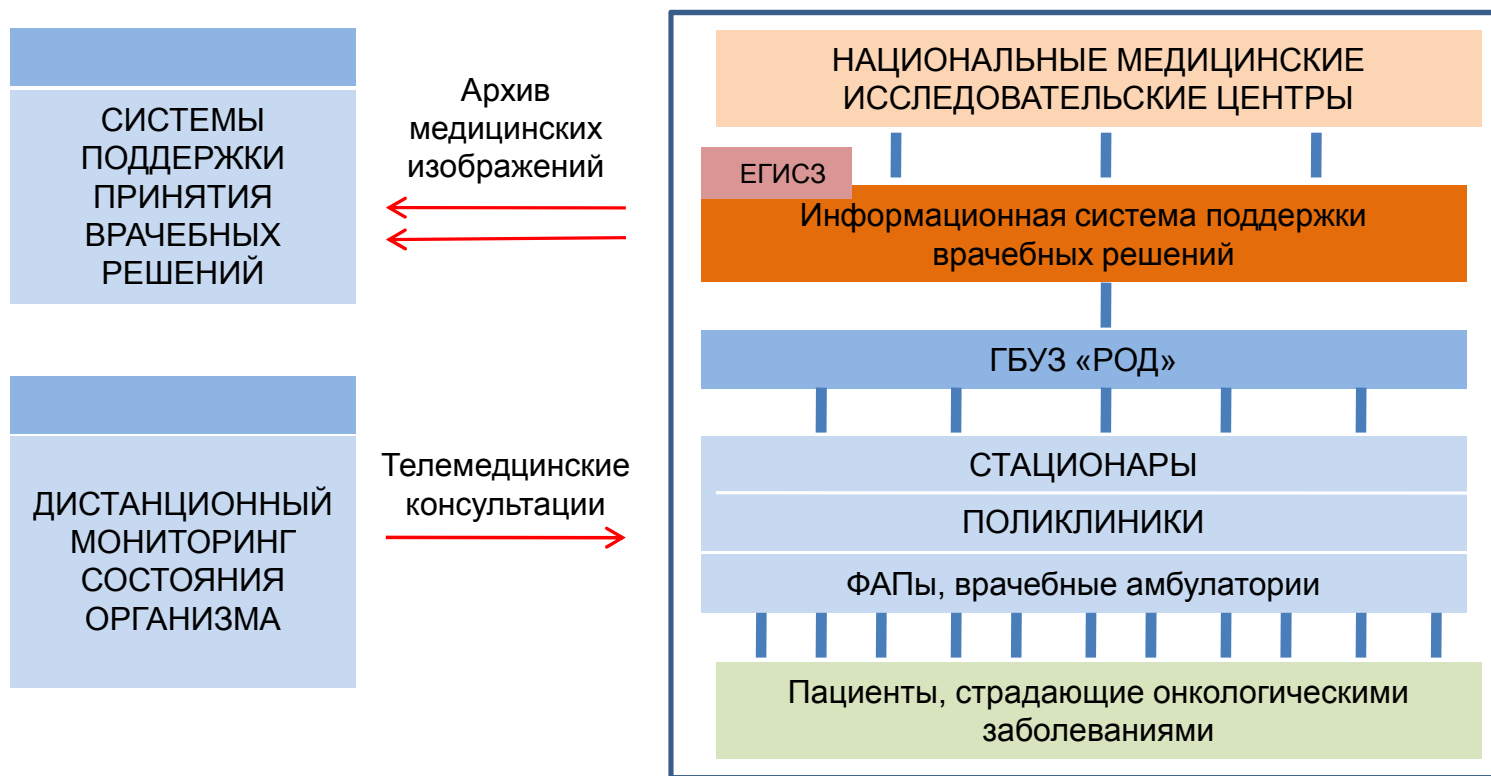 СИСТЕМЫ
ПОДДЕРЖКИ
ПРИНЯТИЯ
ВРАЧЕБНЫХ
РЕШЕНИЙ
Архив
медицинских
изображений
ДИСТАНЦИОННЫЙ
МОНИТОРИНГ
СОСТОЯНИЯ
ОРГАНИЗМА
Телемедцинские
консультации
НАЦИОНАЛЬНЫЕ МЕДИЦИНСКИЕ
ИССЛЕДОВАТЕЛЬСКИЕ ЦЕНТРЫ
ЕГИСЗ
Информационная система поддержки
врачебных решений
ГБУЗ «РОД»
СТАЦИОНАРЫ
ПОЛИКЛИНИКИ
ФАПы, врачебные амбулатории
Пациенты, страдающие онкологическими
заболеваниями